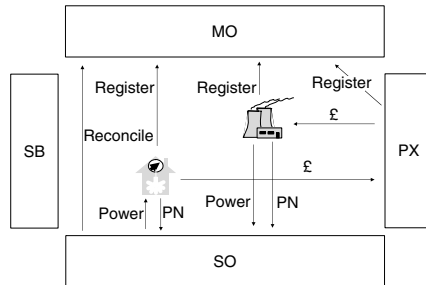 MO
Register
Register
Register
£
Reconcile
SB
PX
£
Power
PN
Power
PN
SO